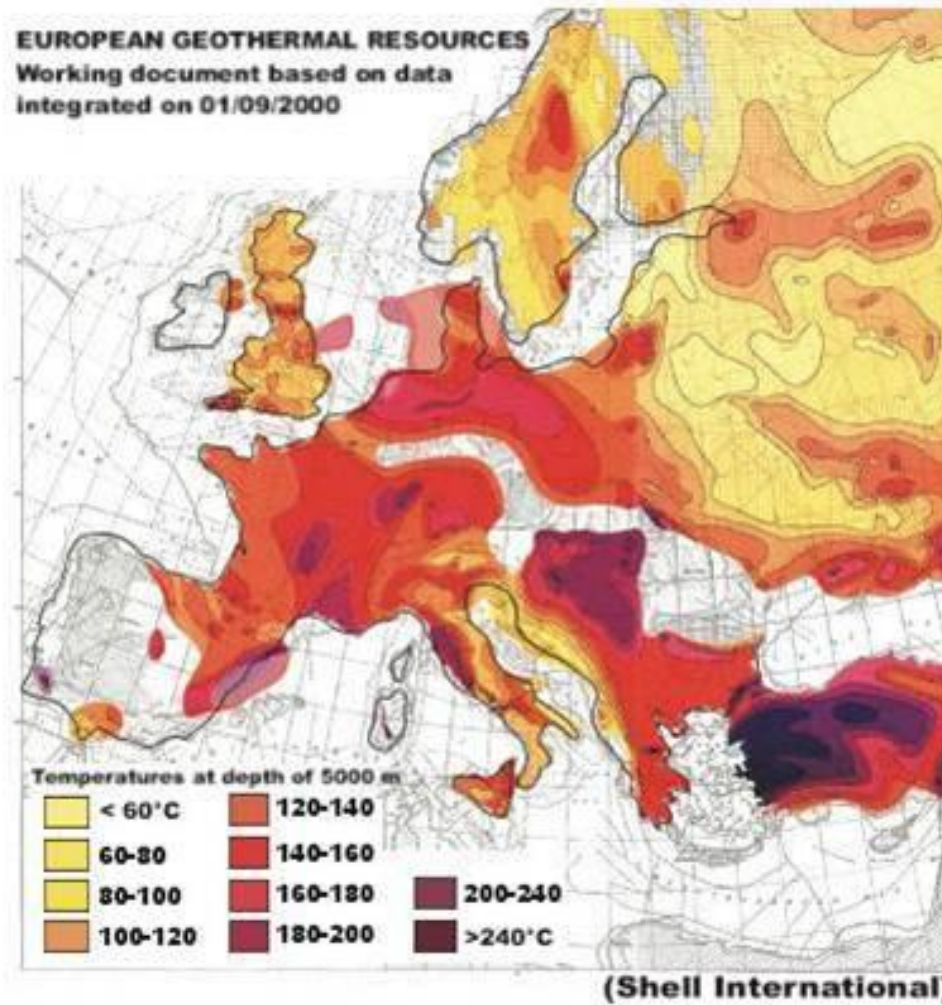 EUROPEAN GEOTHERMAL RESOURCES
Working document based on data
integrated on 01/09/2000
Temperatures at depth of 5000 m
< 60°C
60-80
80-100
100-120
120-140
140-160
160-180
180-200
200-240
>240°C
(Shell International)